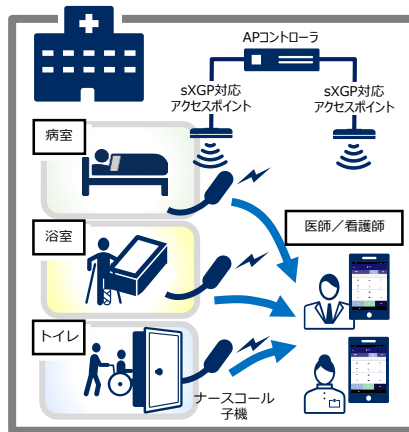 APコントローラ
sXGP対応
アクセスポイント
sXGP対応
アクセスポイント
病室
浴室
医師／看護師
トイレ
ナースコール
子機